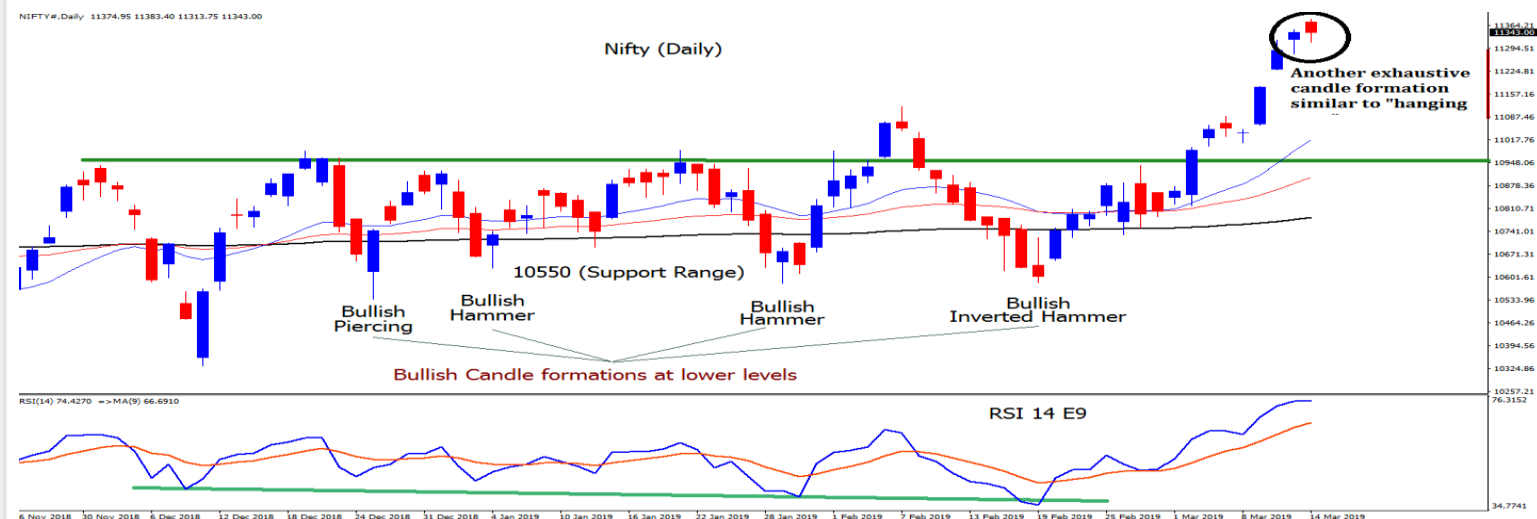 NIFTY#,Daily 11374.95 11383.40 11313.75 11343.00
Nifty (Daily)
Another exhaustive
candle formation
similar to "hanging
10550 (Support Range)
Bullish
Piercing
Bullish
Hammer
Bullish
Hammer
Bullish
Inverted Hammer
Bullish Candle formations at lower levels
11364.21
11343.00
11294.51
11224.81
11157.16
11087.46
11017.76
10948.06
10878.36
10810.71
10741.01
10671.31
10601.61
10533.96
10464.26
10394.56
10324.86
10257.21
RSI(14) 74.4270 =>MA(9) 66.6910
RSI 14 E9
76.3152
34.7741
6 Nov 2018 30 Nov 2018 6 Dec 2018 12 Dec 2018 18 Dec 2018 24 Dec 2018 31 Dec 2018 4 Jan 2019 10 Jan 2019 16 Jan 2019 22 Jan 2019 28 Jan 2019 1 Feb 2019 7 Feb 2019 13 Feb 2019 19 Feb 2019 25 Feb 2019 1 Mar 2019 8 Mar 2019 14 Mar 2019